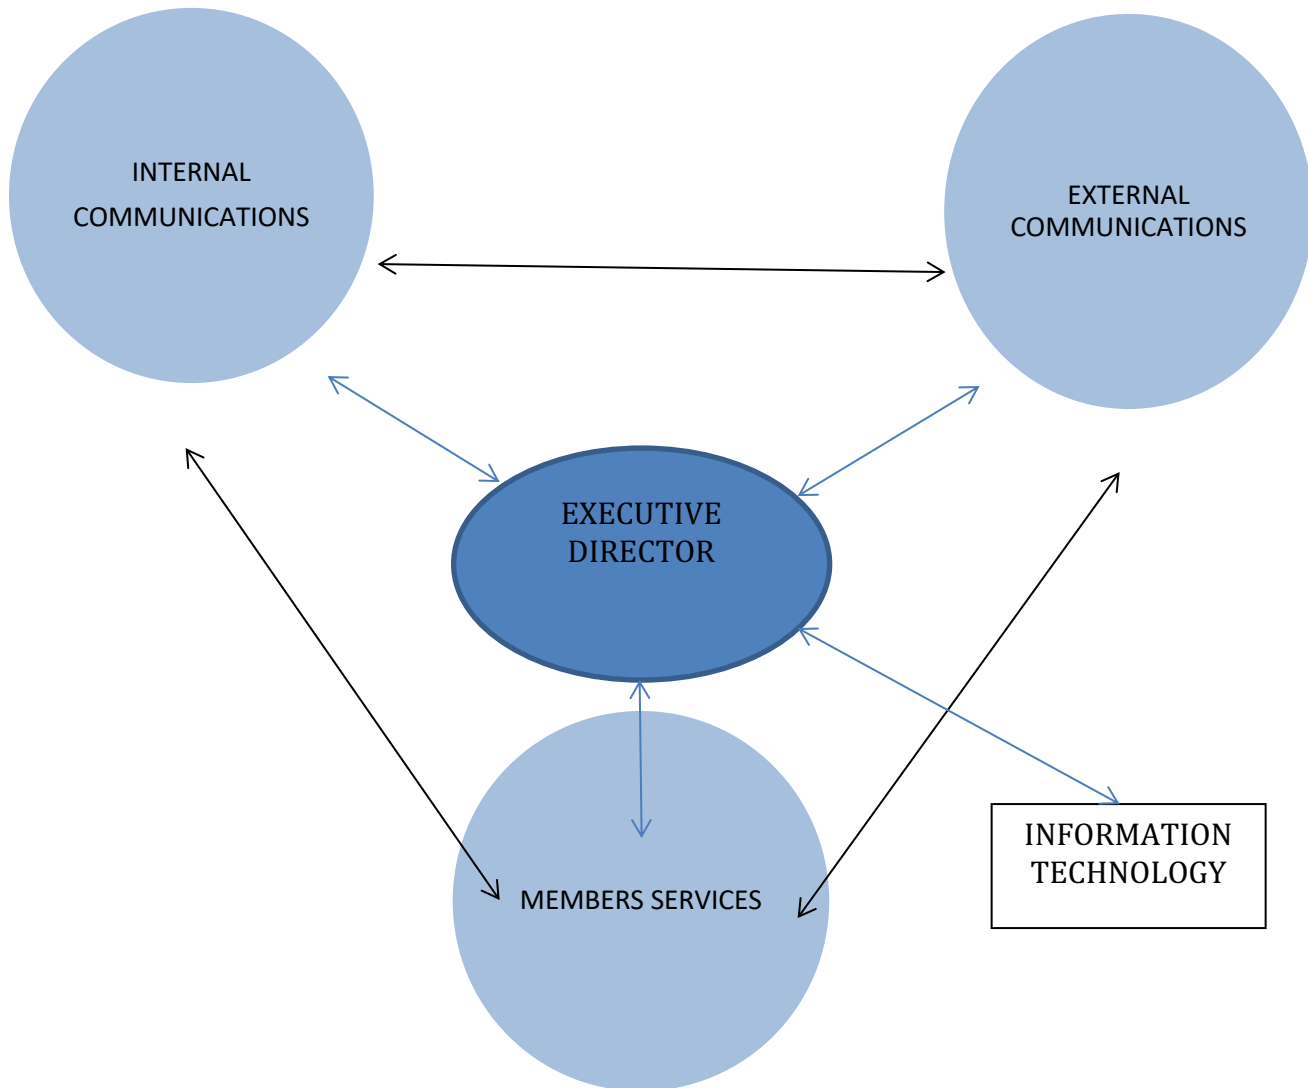 INTERNAL
COMMUNICATIONS
EXTERNAL
COMMUNICATIONS
EXECUTIVE
DIRECTOR
INFORMATION
TECHNOLOGY
MEMBERS SERVICES